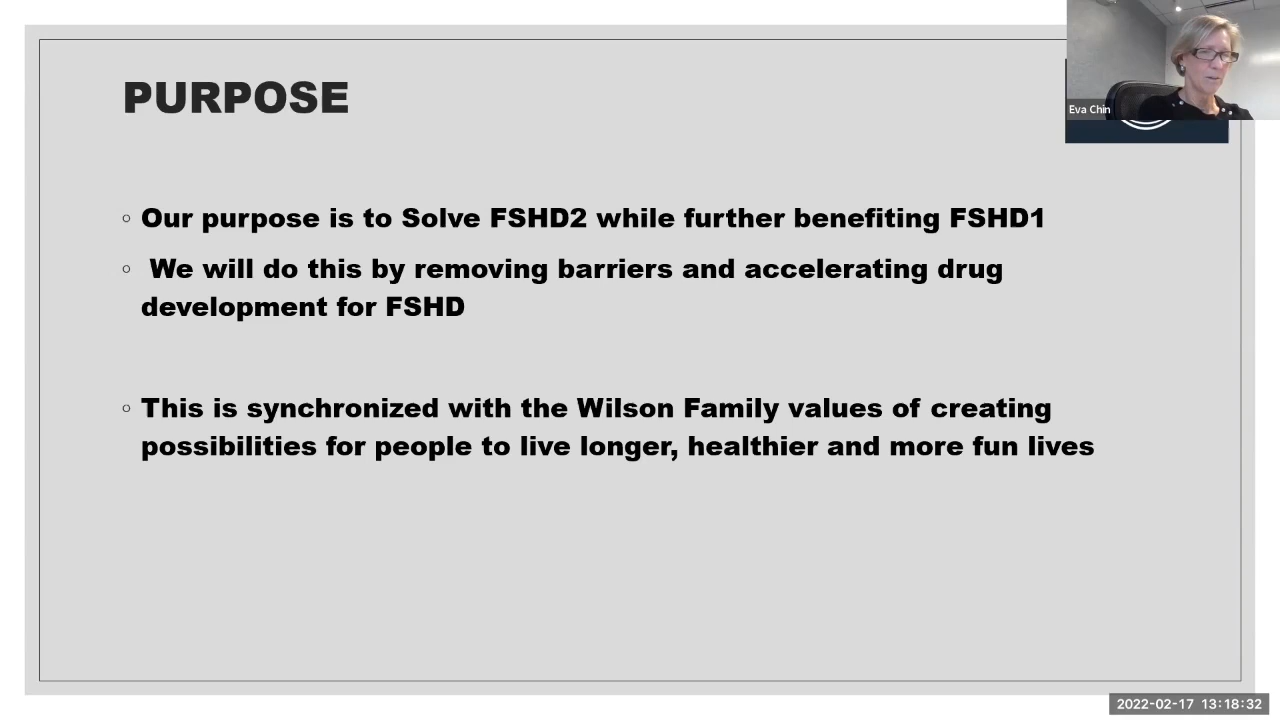 PURPOSE
Eva Chin
◦ Our purpose is to Solve FSHD2 while further benefiting FSHD1
◦ We will do this by removing barriers and accelerating drug
development for FSHD
◦ This is synchronized with the Wilson Family values of creating
possibilities for people to live longer, healthier and more fun lives
2022-02-17 13:18:32